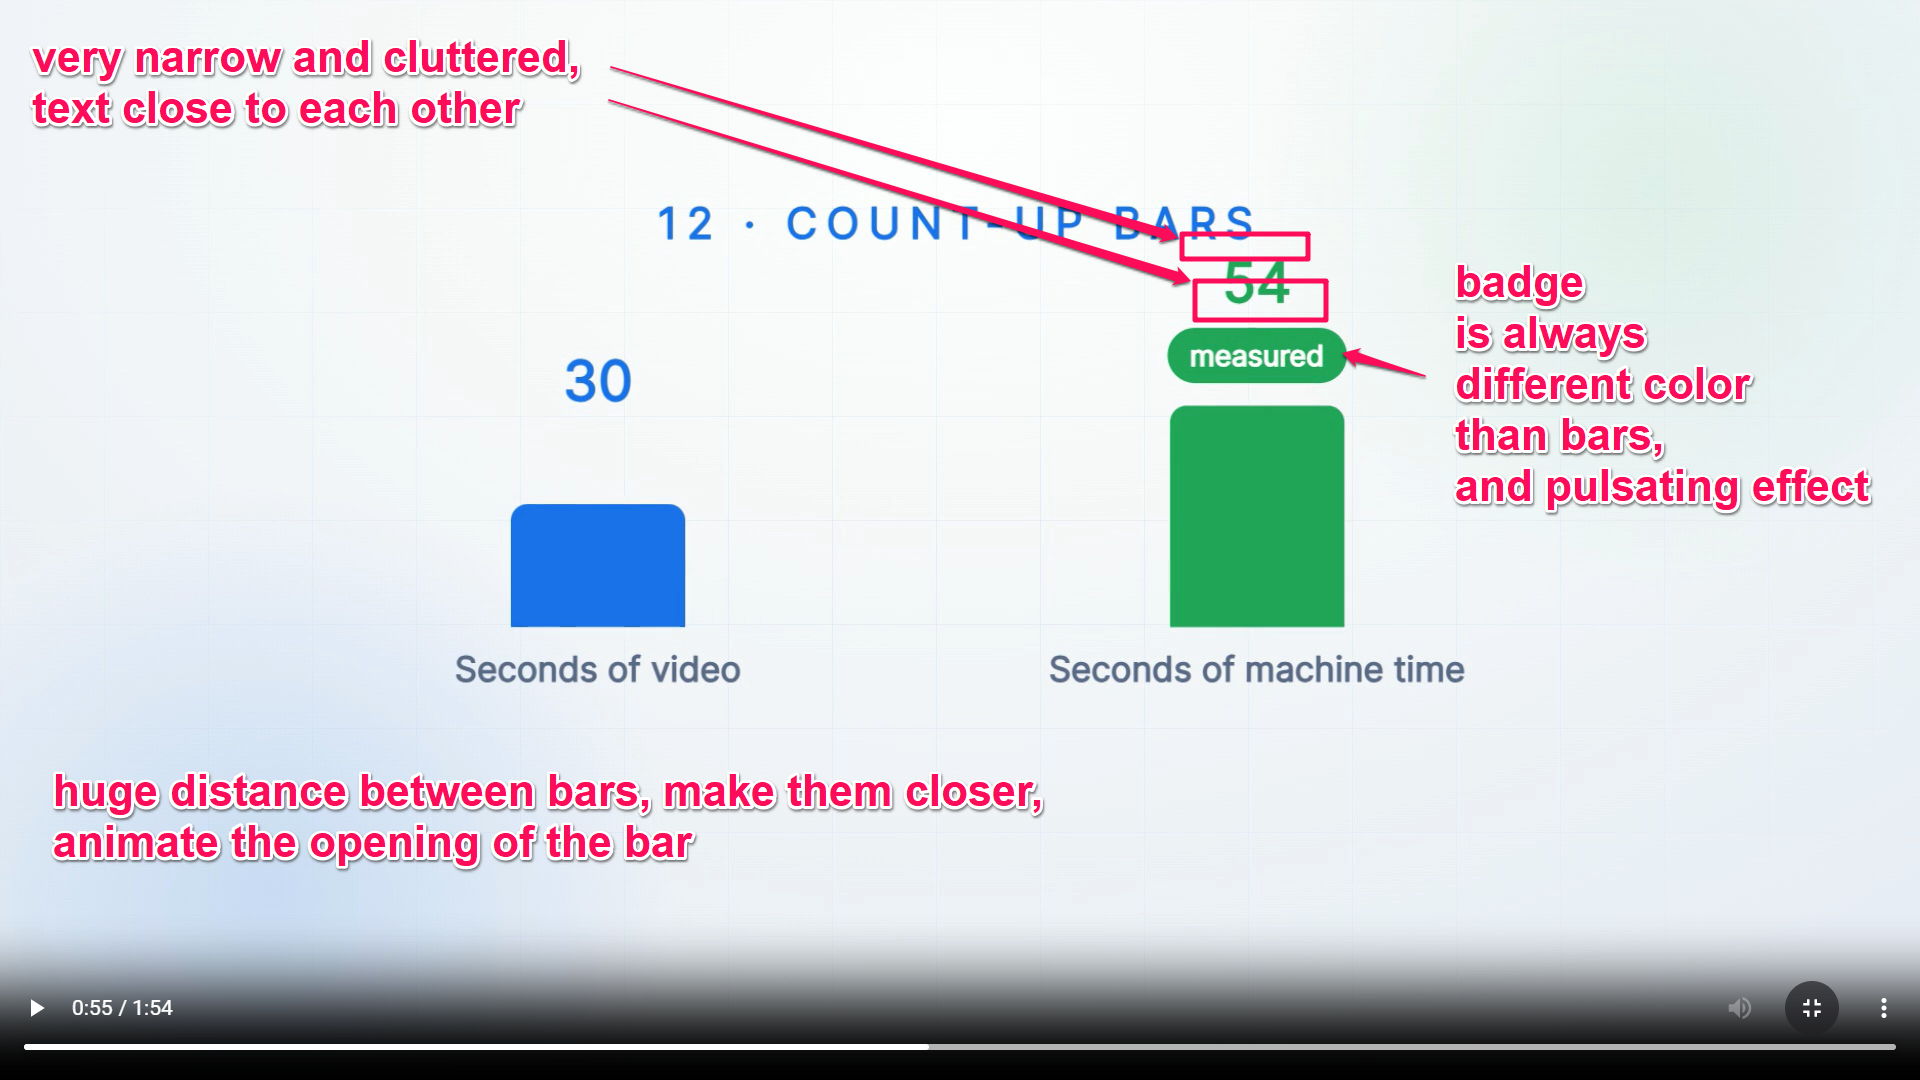 very narrow and cluttered,
text close to each other
12 · COUNT-UP BARS
54
measured
30
badge
is always
different color
than bars,
and pulsating effect
Seconds of video
Seconds of machine time
huge distance between bars, make them closer,
animate the opening of the bar
0:55 / 1:54